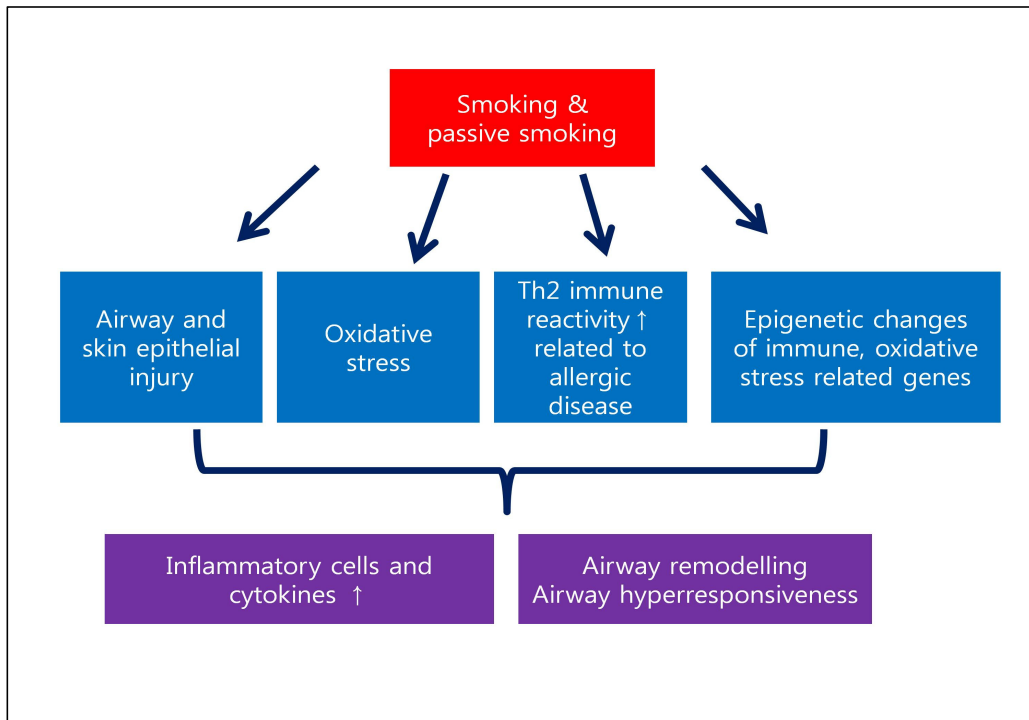 Smoking &
passive smoking
Airway and
skin epithelial
injury
Oxidative
stress
Th2 immune
reactivity ↑
related to
allergic
disease
Epigenetic changes
of immune, oxidative
stress related genes
Inflammatory cells and
cytokines ↑
Airway remodelling
Airway hyperresponsiveness